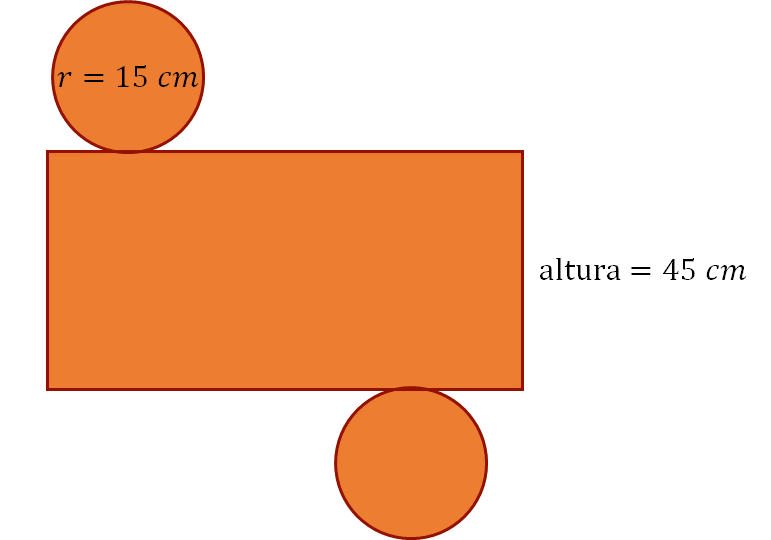 r = 15 cm
altura = 45 cm